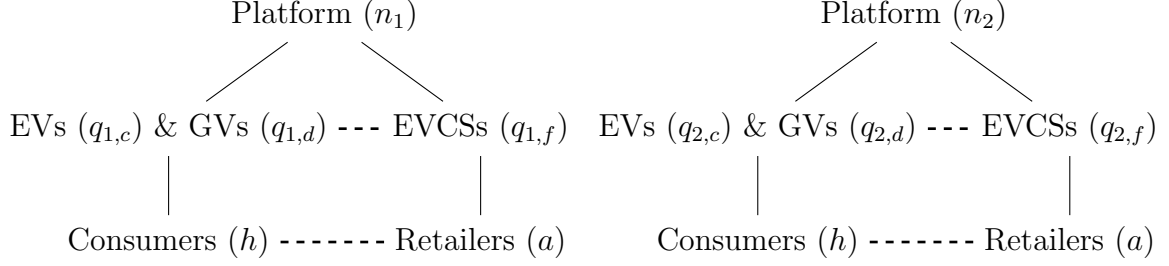 Platform (n₁) Platform (n₂)
EVs (q₁,c) & GVs (q₁,d) --- EVCSs (q₁,f) EVs (q₂,c) & GVs (q₂,d) --- EVCSs (q₂,f)
Consumers (h) ------- Retailers (a) Consumers (h) ------- Retailers (a)